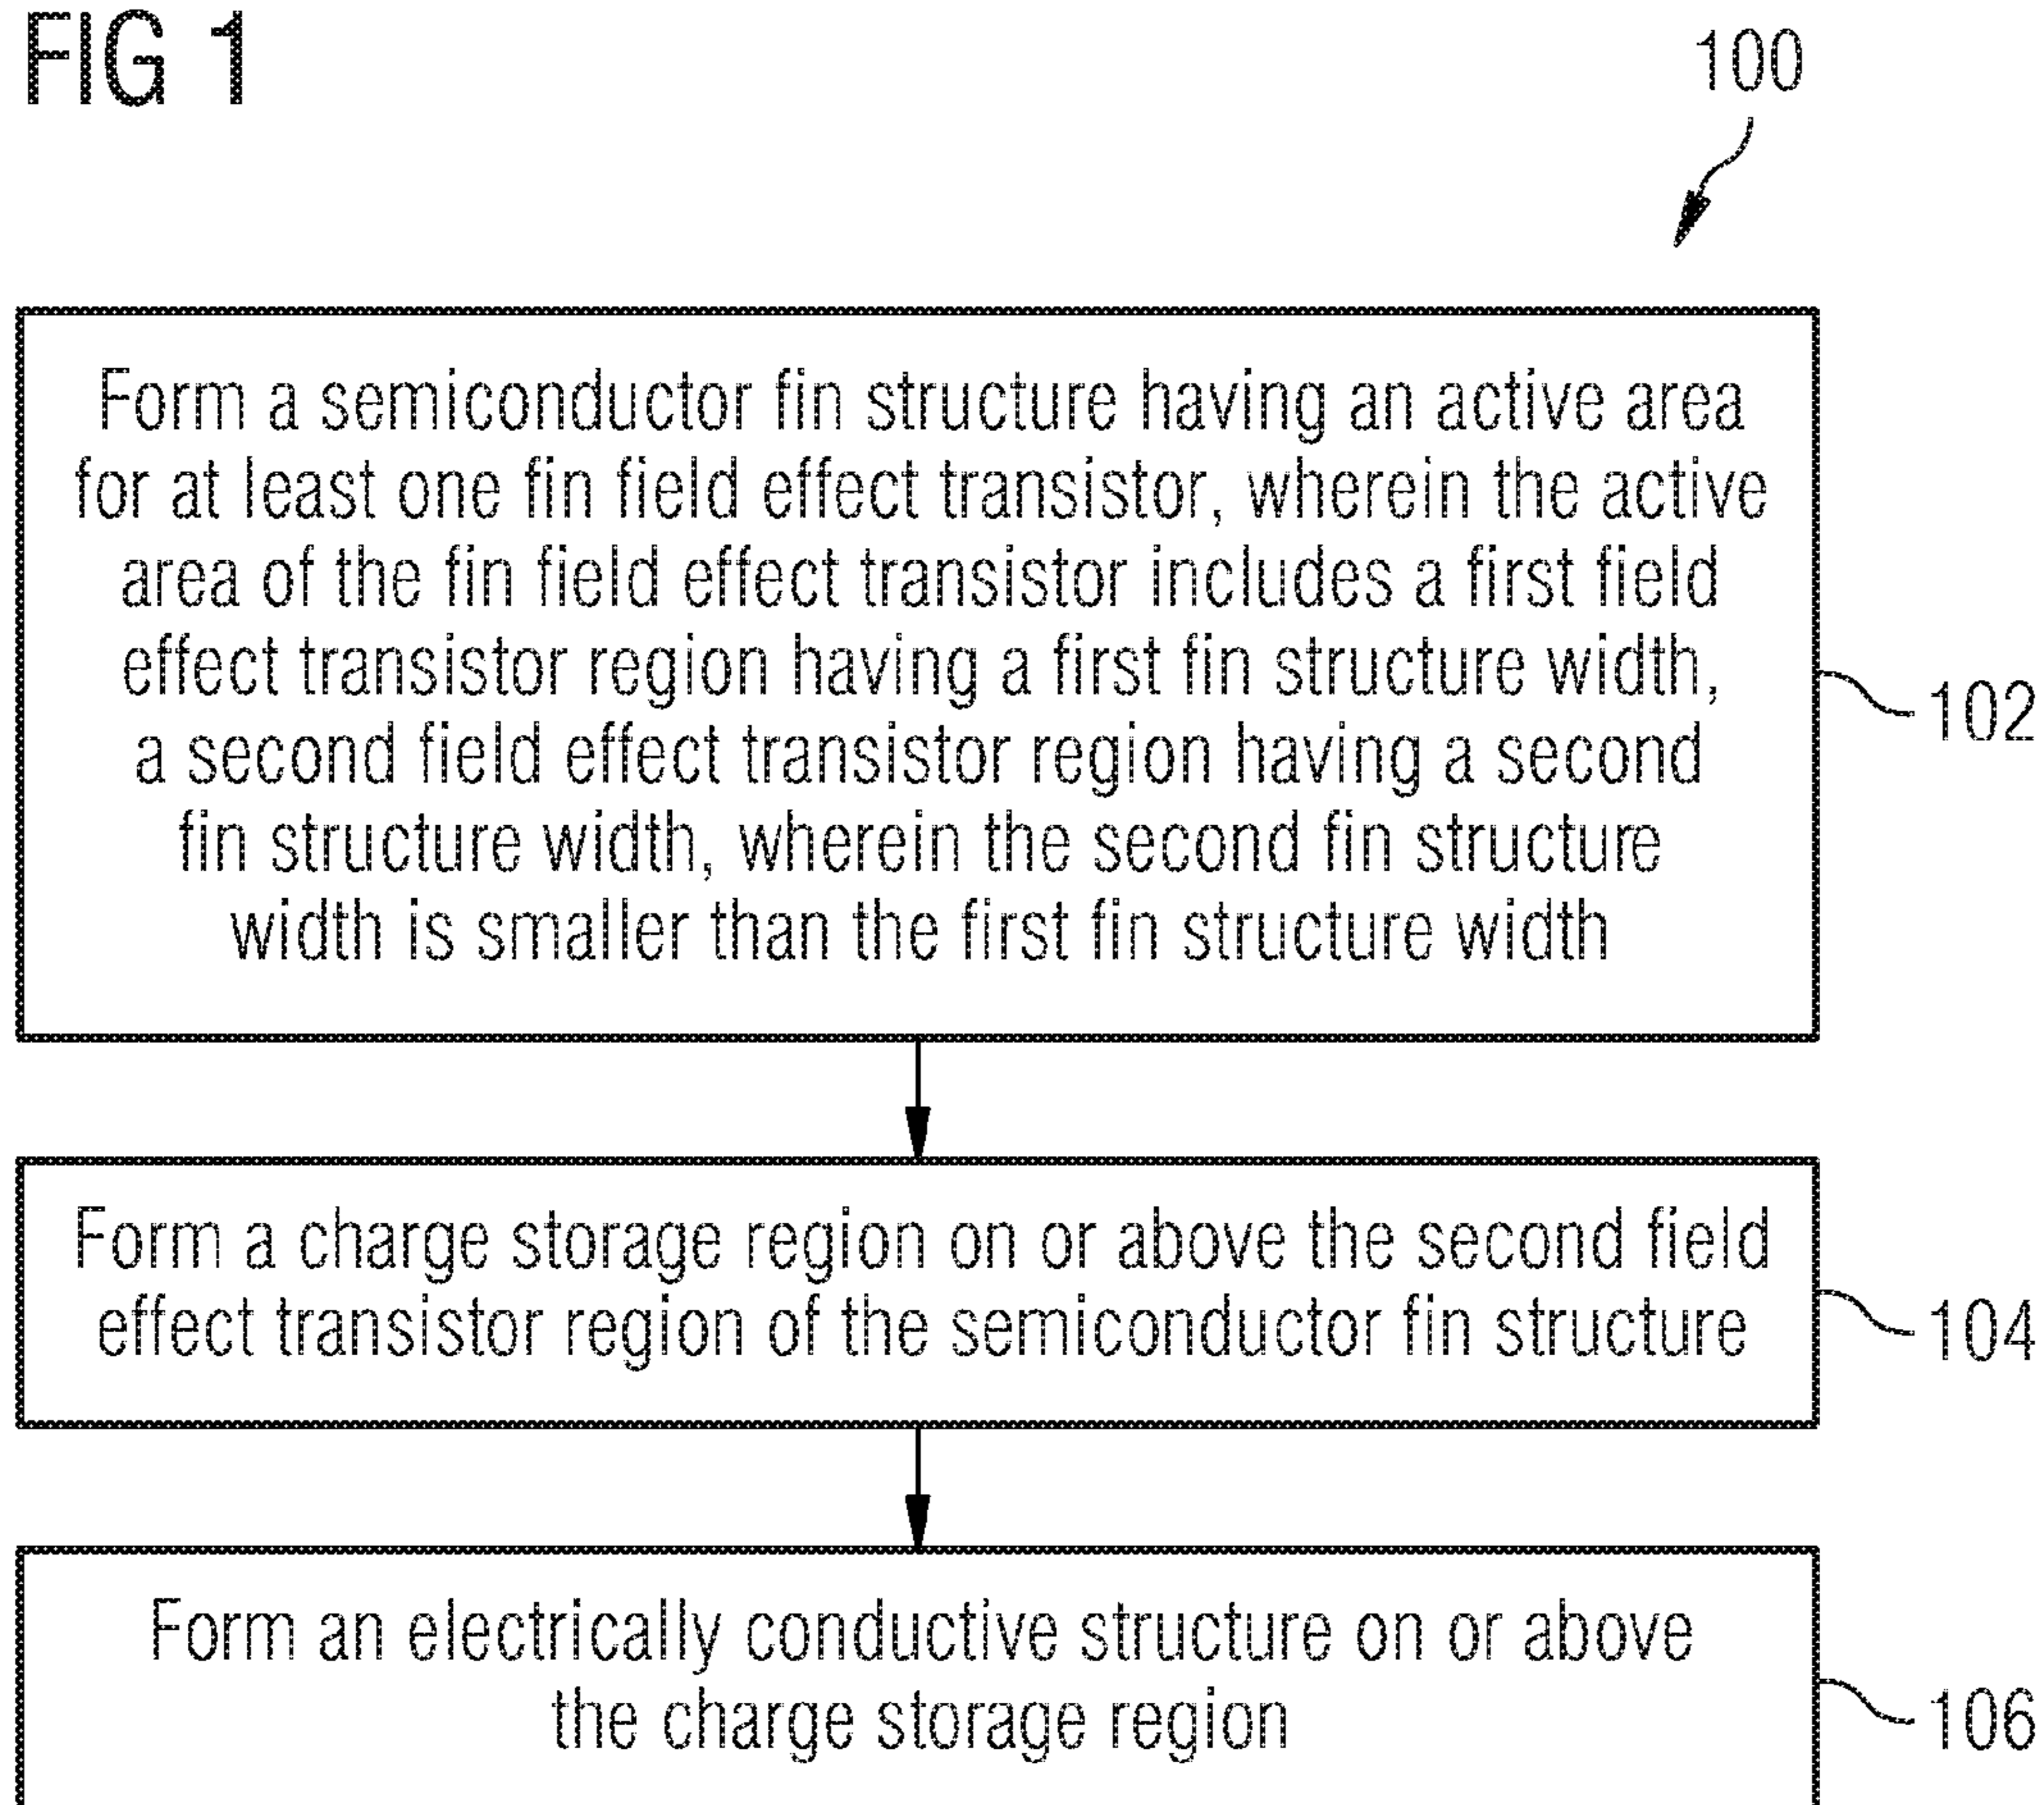 FIG 1
100
Form a semiconductor fin structure having an active area
for at least one fin field effect transistor, wherein the active
area of the fin field effect transistor includes a first field
effect transistor region having a first fin structure width,
a second field effect transistor region having a second
fin structure width, wherein the second fin structure
width is smaller than the first fin structure width
102
Form a charge storage region on or above the second field
effect transistor region of the semiconductor fin structure
104
Form an electrically conductive structure on or above
the charge storage region
106